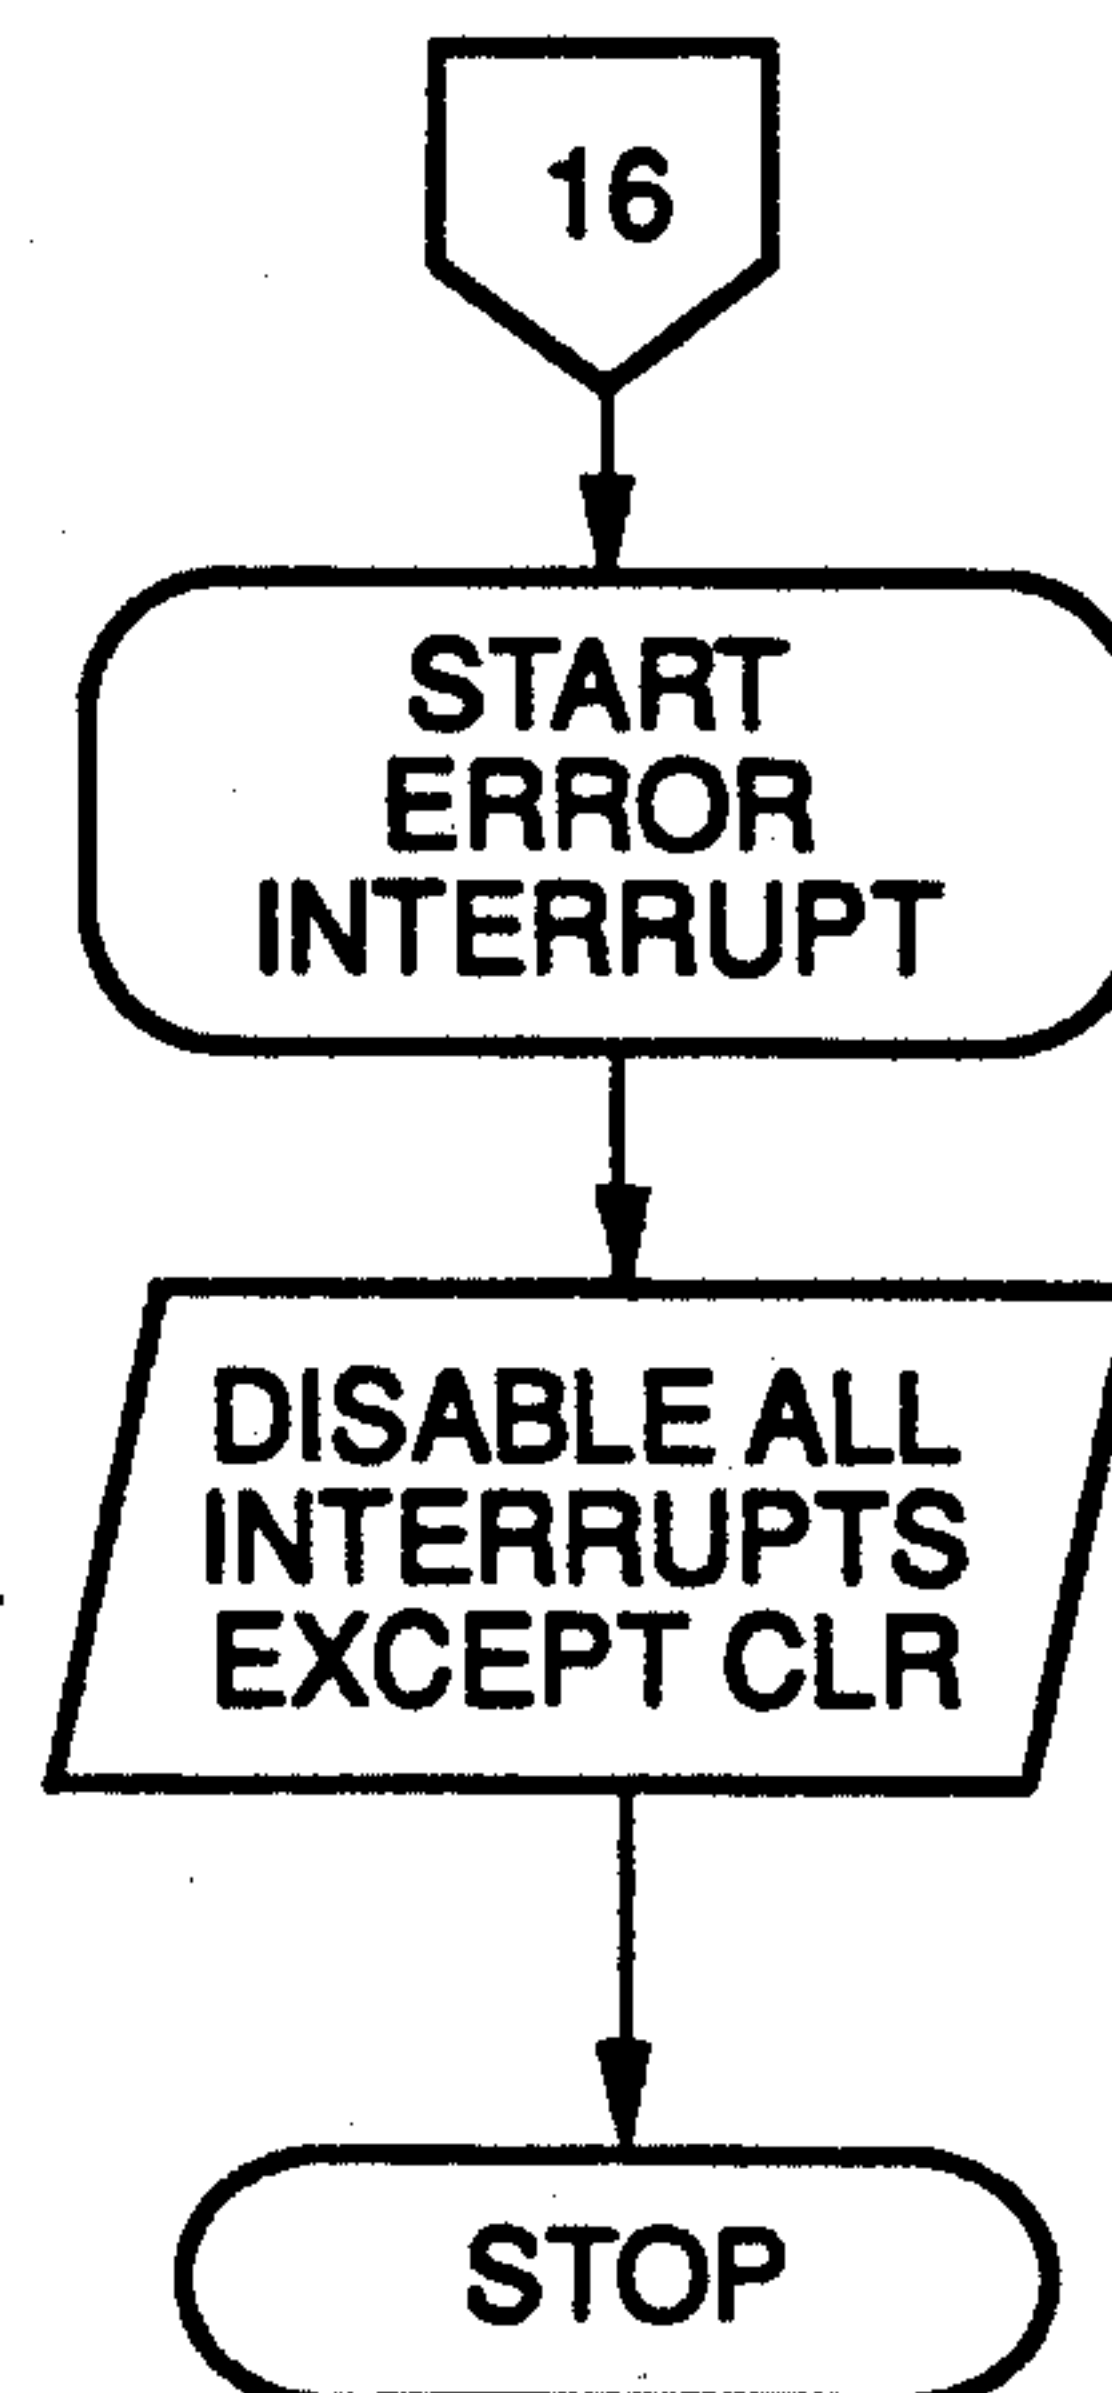 16
START
ERROR
INTERRUPT
DISABLE ALL
INTERRUPTS
EXCEPT CLR
STOP